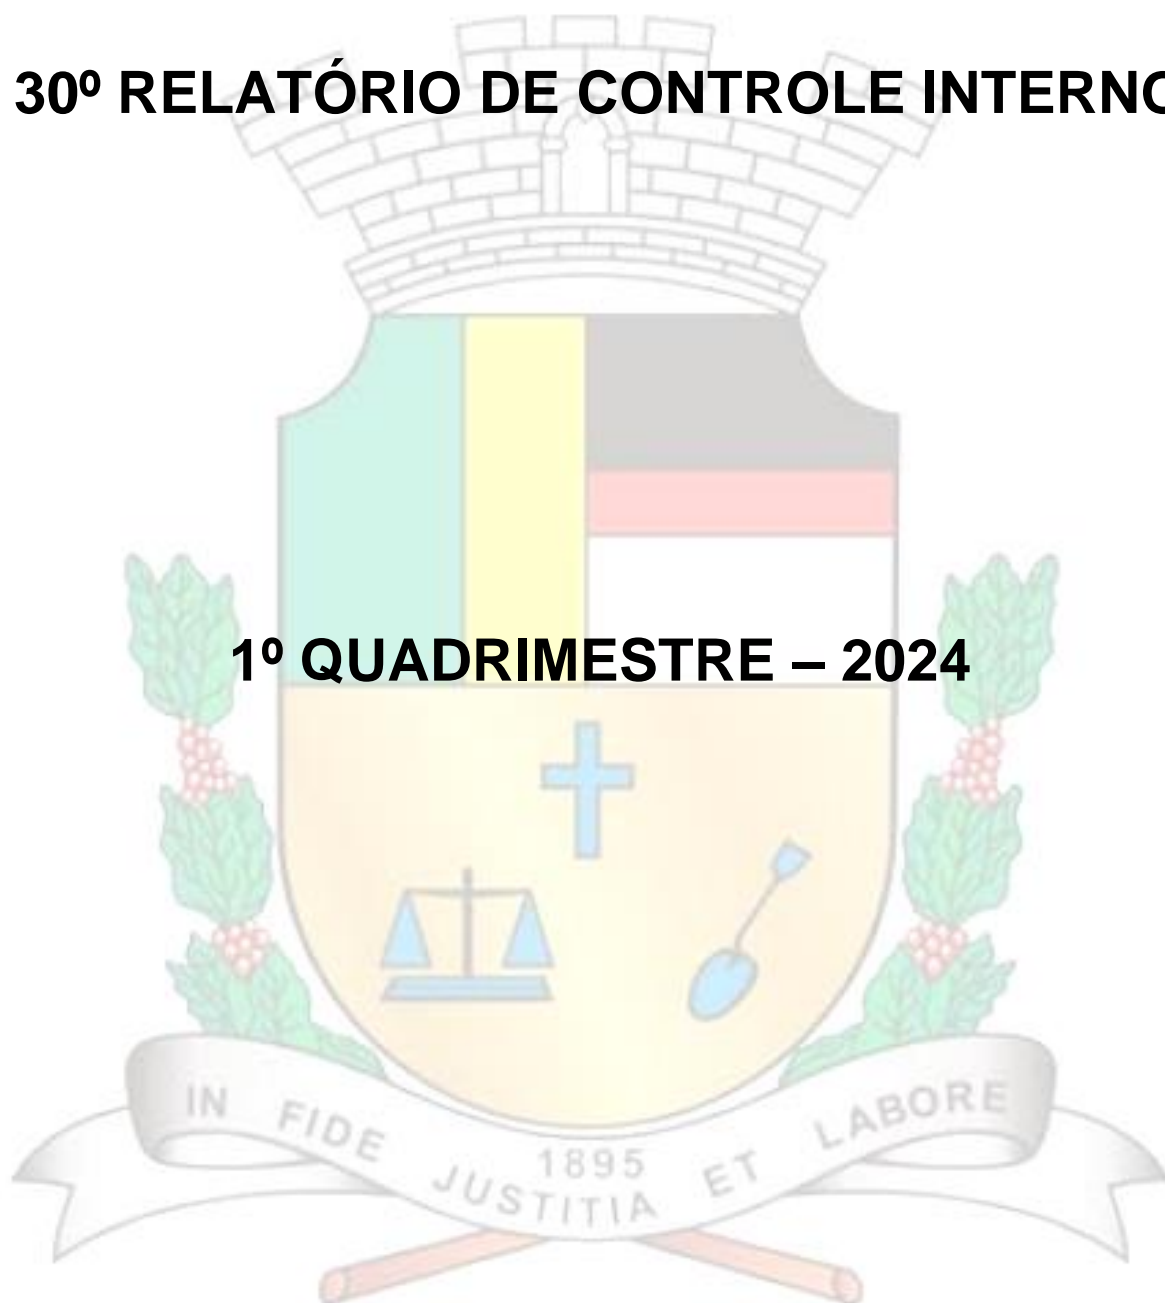 30º RELATÓRIO DE CONTROLE INTERNO
1º QUADRIMESTRE – 2024
IN FIDE JUSTITIA ET LABORE
1895